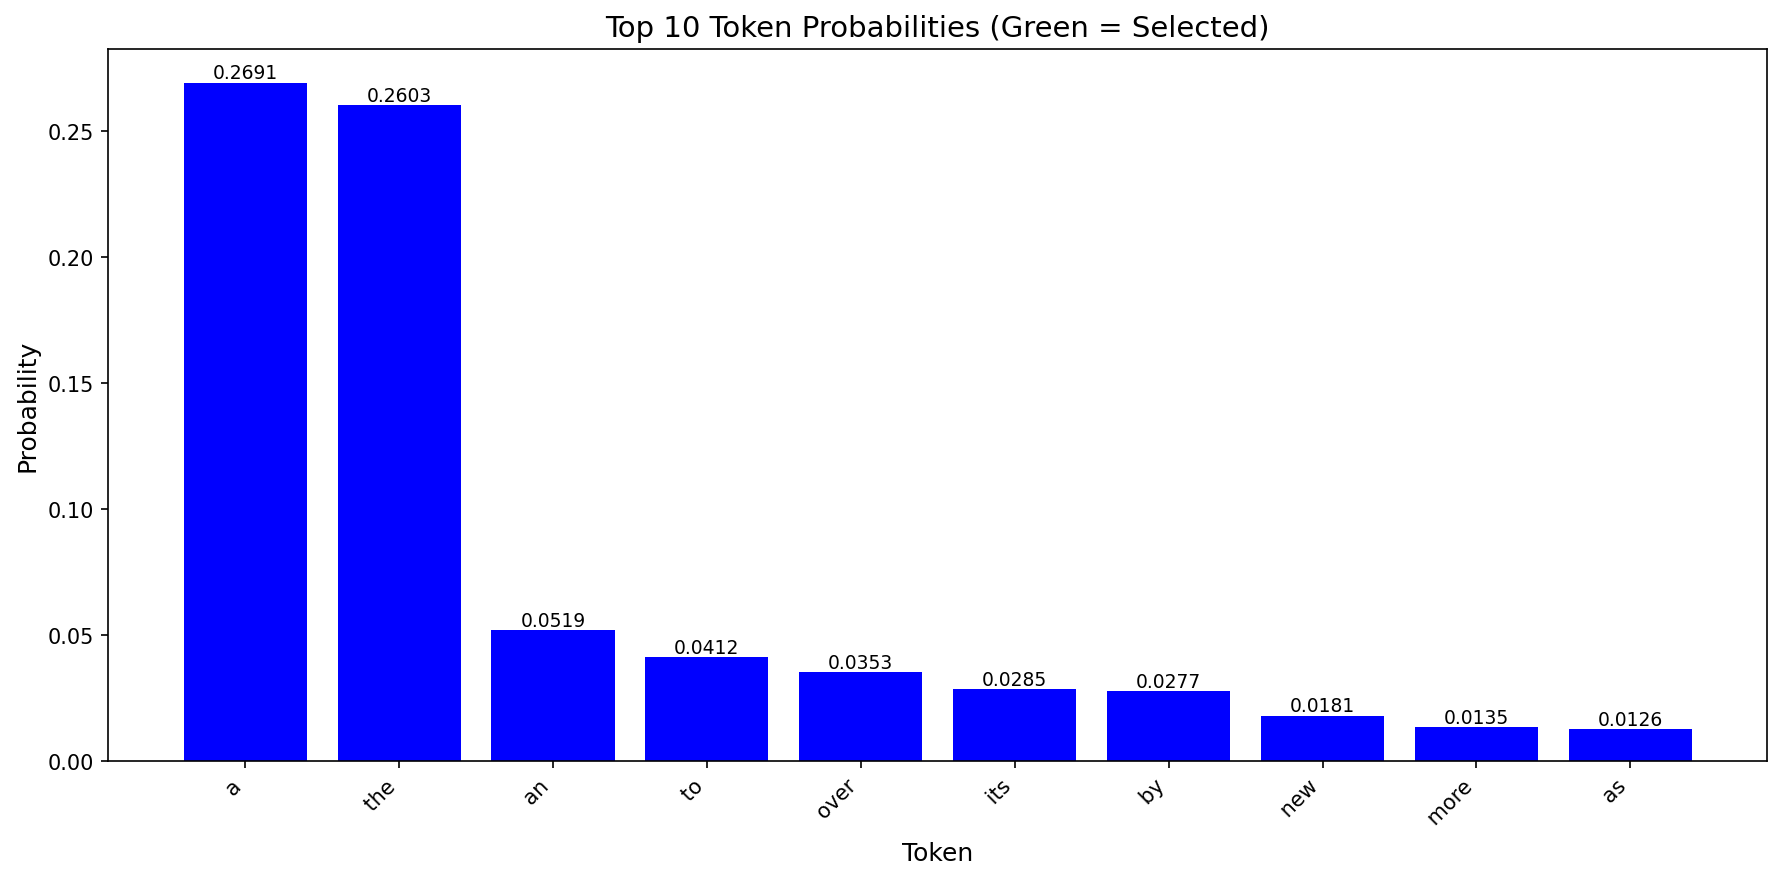 Top 10 Token Probabilities (Green = Selected)
0.2691
0.2603
0.0519
0.0412
0.0353
0.0285
0.0277
0.0181
0.0135
0.0126
Probability
0.25
0.20
0.15
0.10
0.05
0.00
a
the
an
to
over
its
by
new
more
as
Token